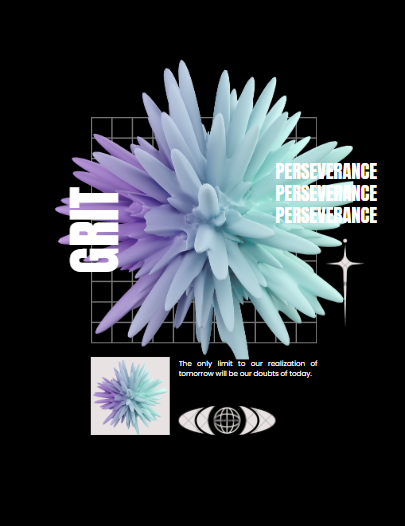 GRIT
PERSEVERANCE
PERSEVERANCE
PERSEVERANCE
The only limit to our realization of
tomorrow will be our doubts of today.